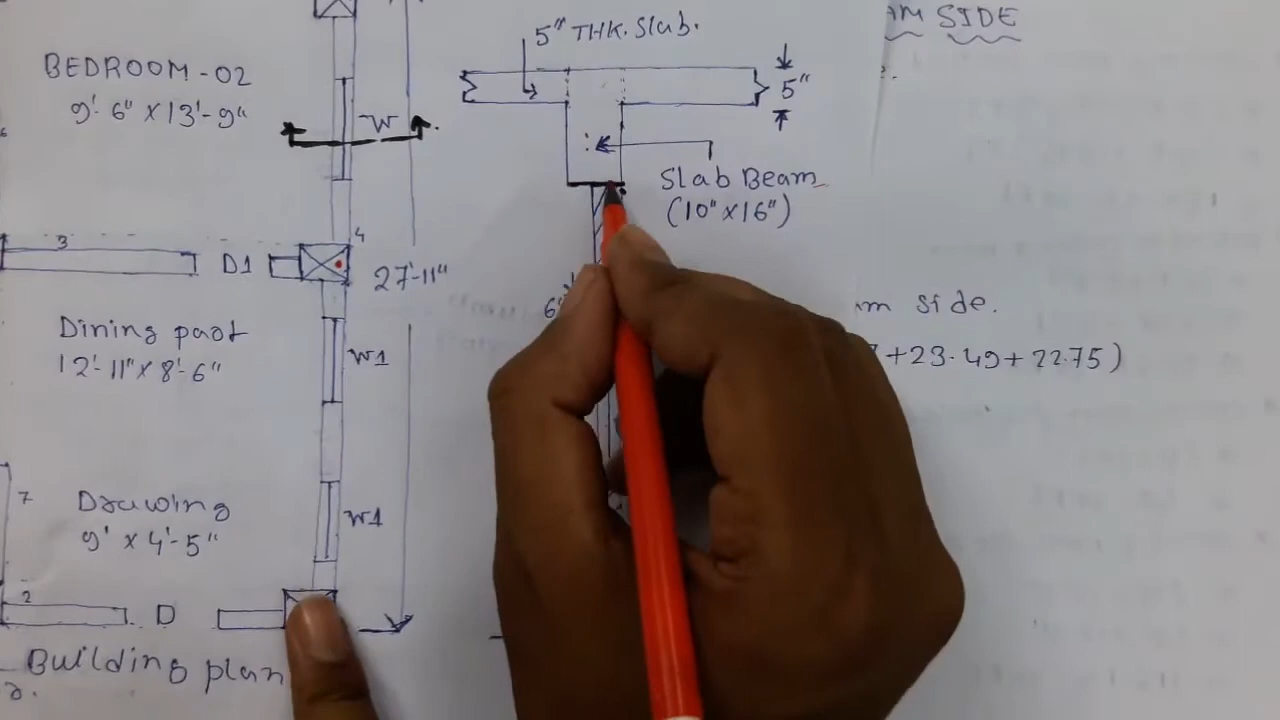 BEDROOM-02
9'-6" X 13'-9"
W
3
D1
4
27'-11"
Dining part
12'-11" X 8'-6"
W1
7
Drawing
9' X 4'-5"
W1
2
D
Building plan
5" THK. Slab.
5"
Slab Beam
(10" X 16")
6"
SIDE
side.
+23.49+22.75)